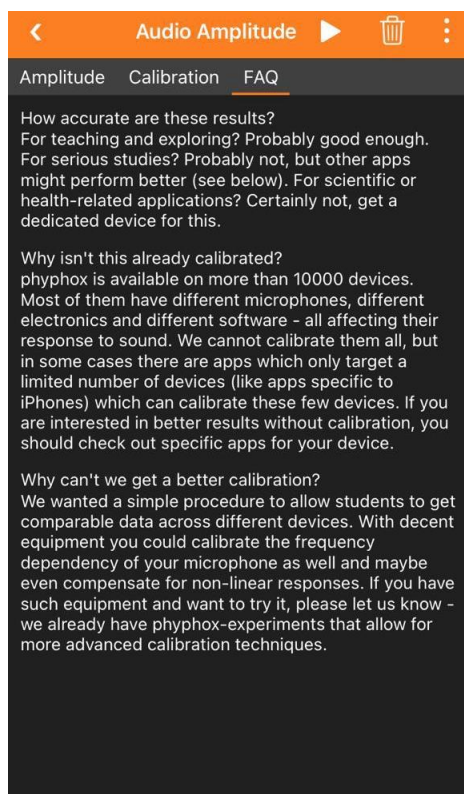 Audio Amplitude
Amplitude Calibration FAQ
How accurate are these results?
For teaching and exploring? Probably good enough.
For serious studies? Probably not, but other apps
might perform better (see below). For scientific or
health-related applications? Certainly not, get a
dedicated device for this.
Why isn't this already calibrated?
phyphox is available on more than 10000 devices.
Most of them have different microphones, different
electronics and different software - all affecting their
response to sound. We cannot calibrate them all, but
in some cases there are apps which only target a
limited number of devices (like apps specific to
iPhones) which can calibrate these few devices. If you
are interested in better results without calibration, you
should check out specific apps for your device.
Why can't we get a better calibration?
We wanted a simple procedure to allow students to get
comparable data across different devices. With decent
equipment you could calibrate the frequency
dependency of your microphone as well and maybe
even compensate for non-linear responses. If you have
such equipment and want to try it, please let us know -
we already have phyphox-experiments that allow for
more advanced calibration techniques.